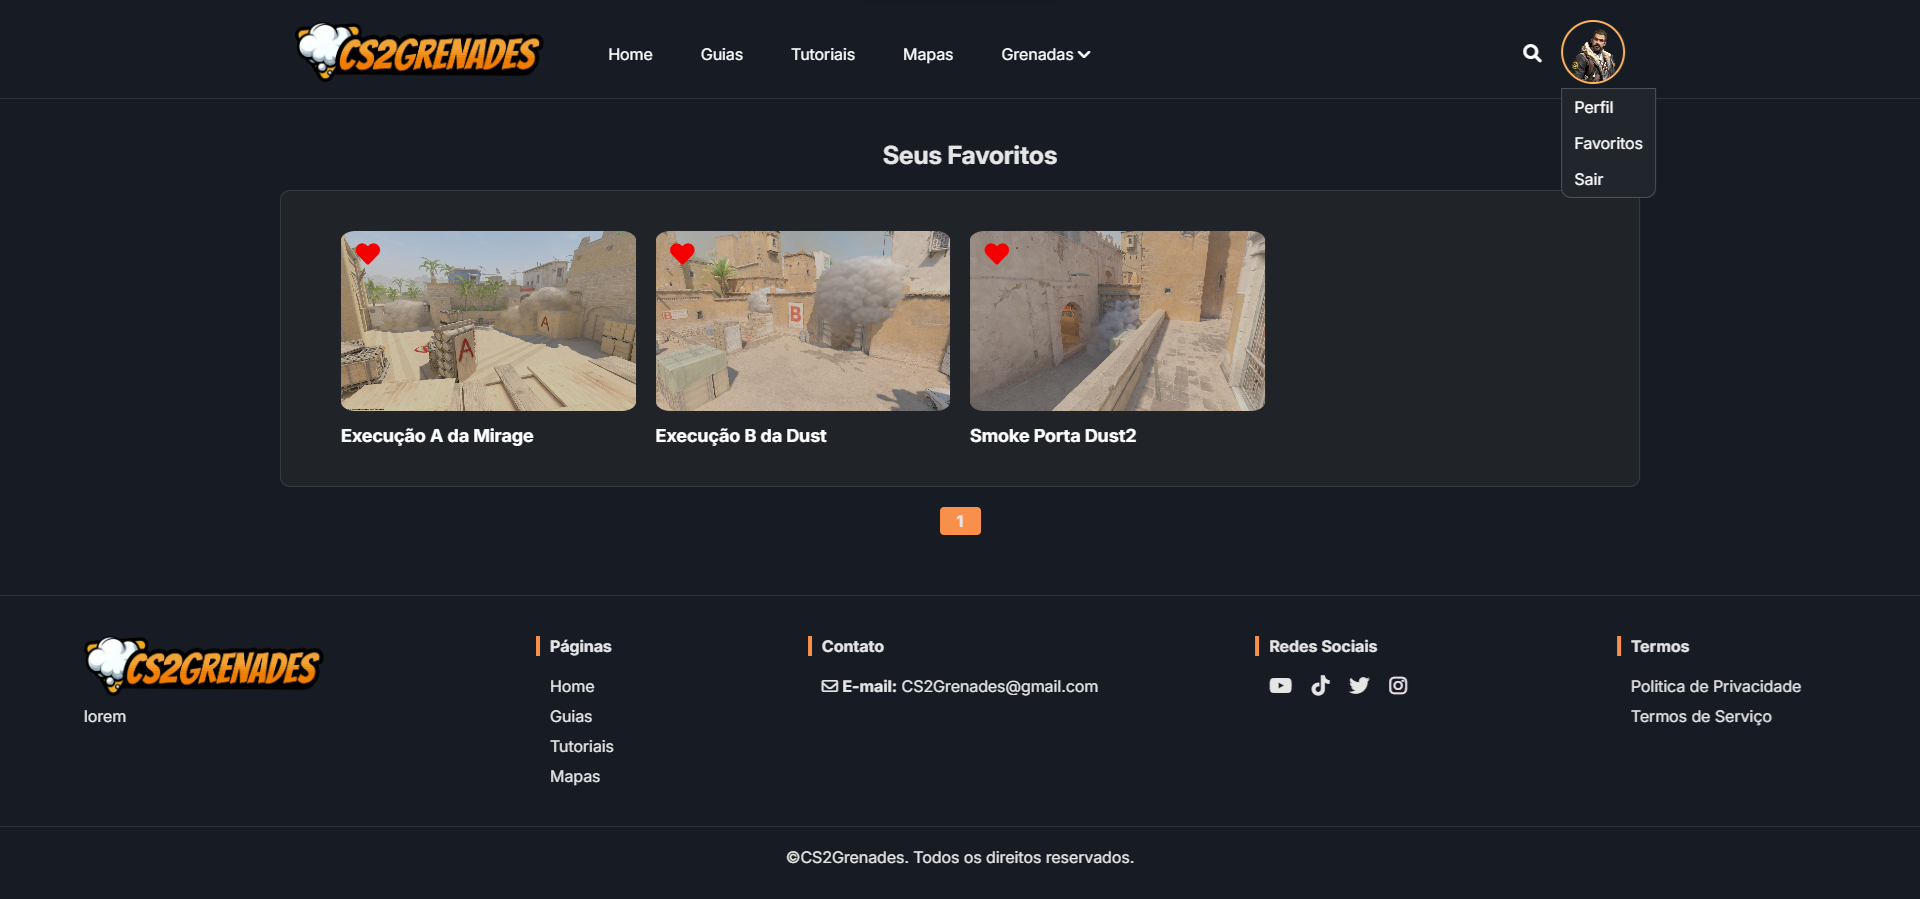 CS2GRENADES
Home
Guias
Tutoriais
Mapas
Grenadas
Perfil
Favoritos
Sair
Seus Favoritos
A
A
B
B
Execução A da Mirage
Execução B da Dust
Smoke Porta Dust2
1
CS2GRENADES
lorem
Páginas
Home
Guias
Tutoriais
Mapas
Contato
E-mail: CS2Grenades@gmail.com
Redes Sociais
Termos
Politica de Privacidade
Termos de Serviço
©CS2Grenades. Todos os direitos reservados.